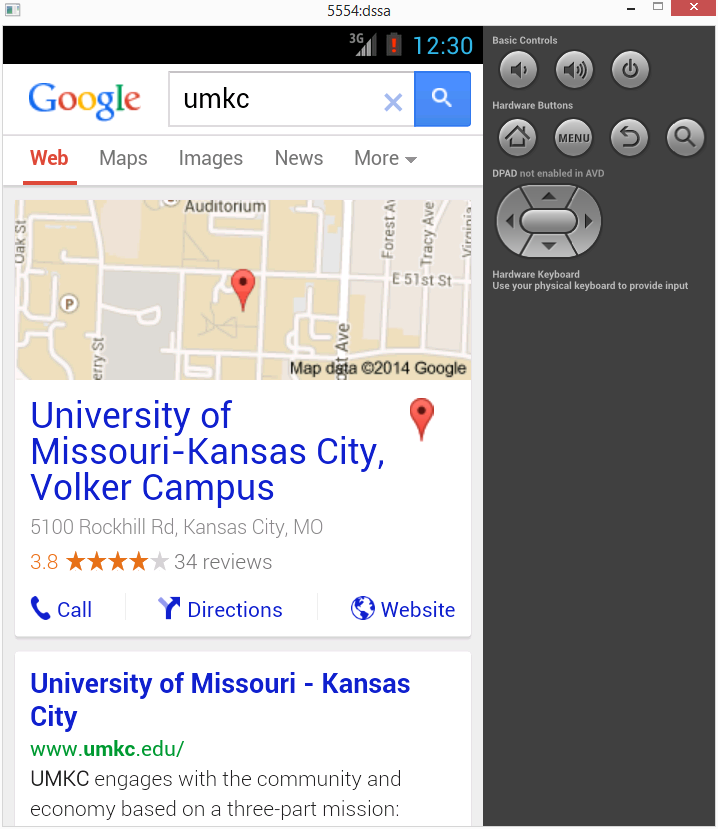 5554:dssa
3G 12:30
Google umkc
Web Maps Images News More
Auditorium
Oak St
Forest Av
Tracy Ave
Virginia
E 51st St
P
erry St
ost Ave
Map data ©2014 Google
University of
Missouri-Kansas City,
Volker Campus
5100 Rockhill Rd, Kansas City, MO
3.8 34 reviews
Call Directions Website
University of Missouri - Kansas
City
www.umkc.edu/
UMKC engages with the community and
economy based on a three-part mission:
Basic Controls
Hardware Buttons
MENU
DPAD not enabled in AVD
Hardware Keyboard
Use your physical keyboard to provide input